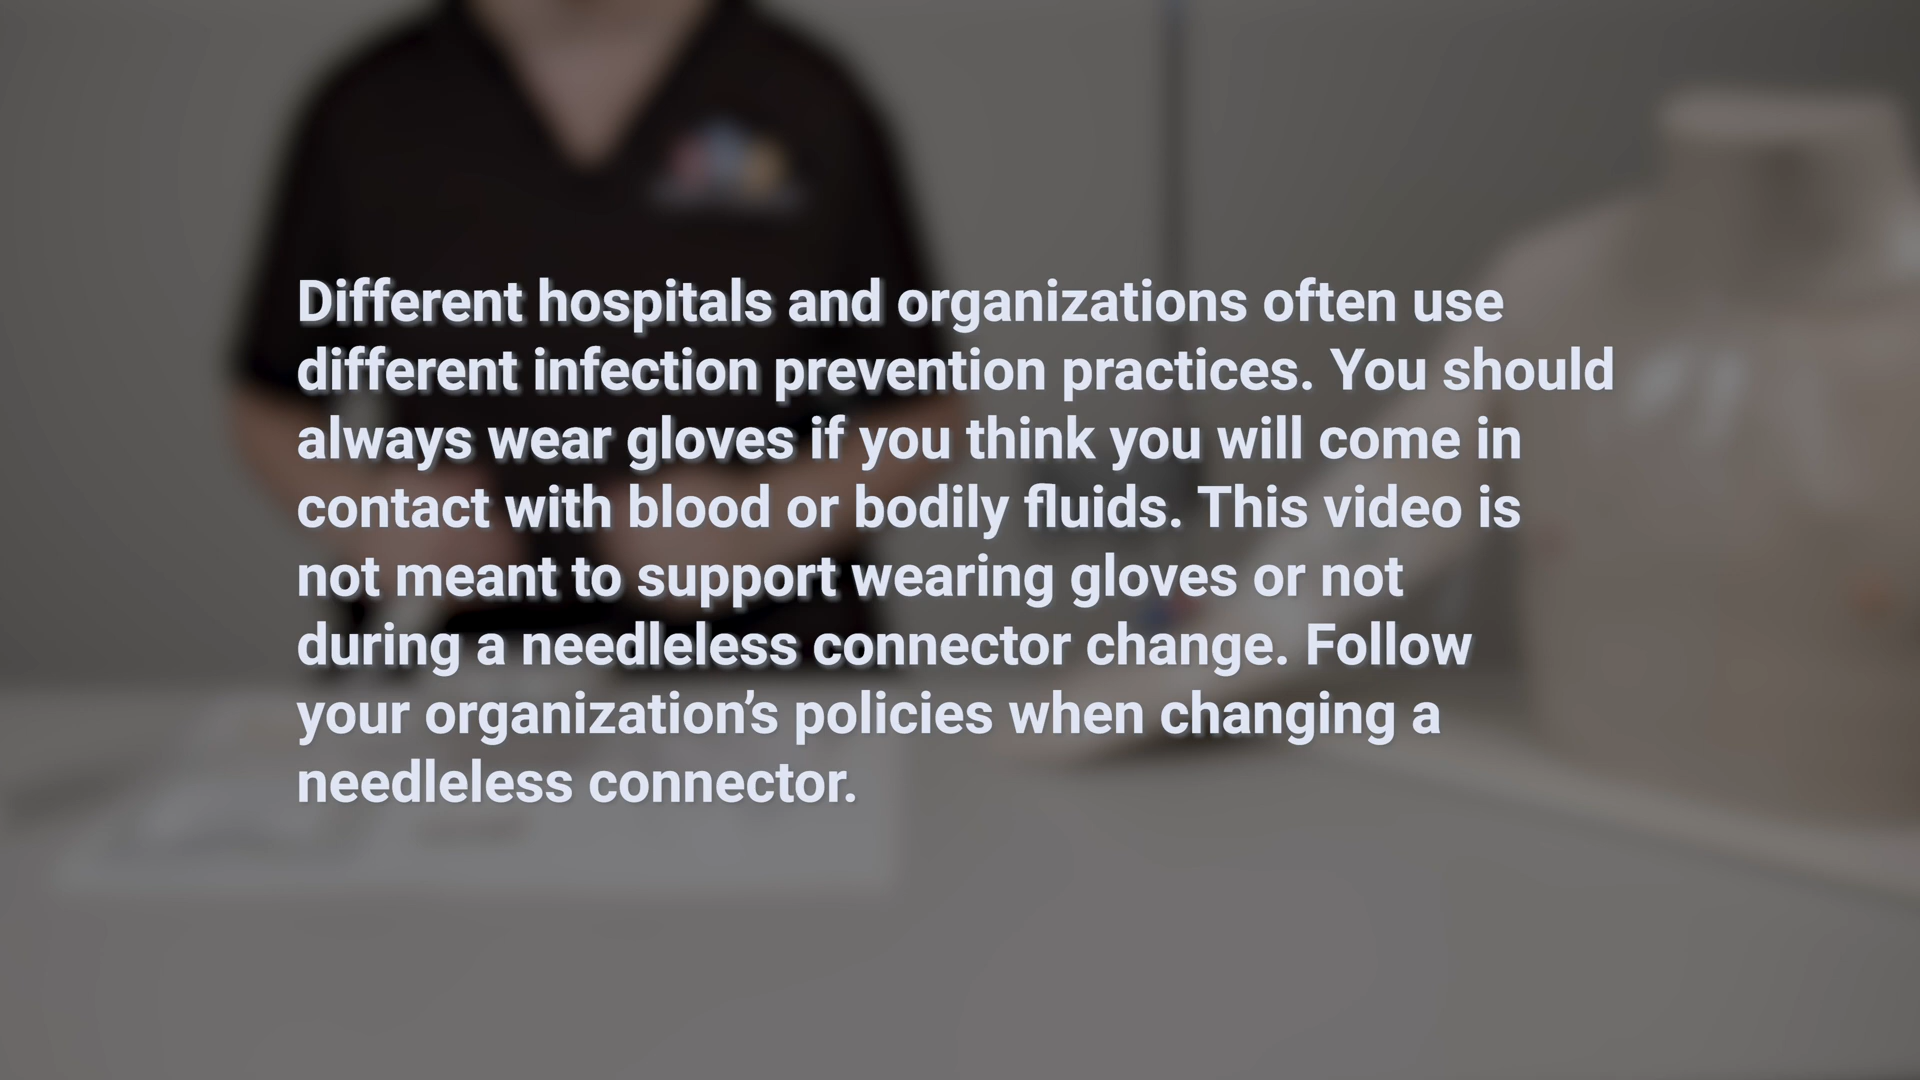 Different hospitals and organizations often use
different infection prevention practices. You should
always wear gloves if you think you will come in
contact with blood or bodily fluids. This video is
not meant to support wearing gloves or not
during a needleless connector change. Follow
your organization’s policies when changing a
needleless connector.